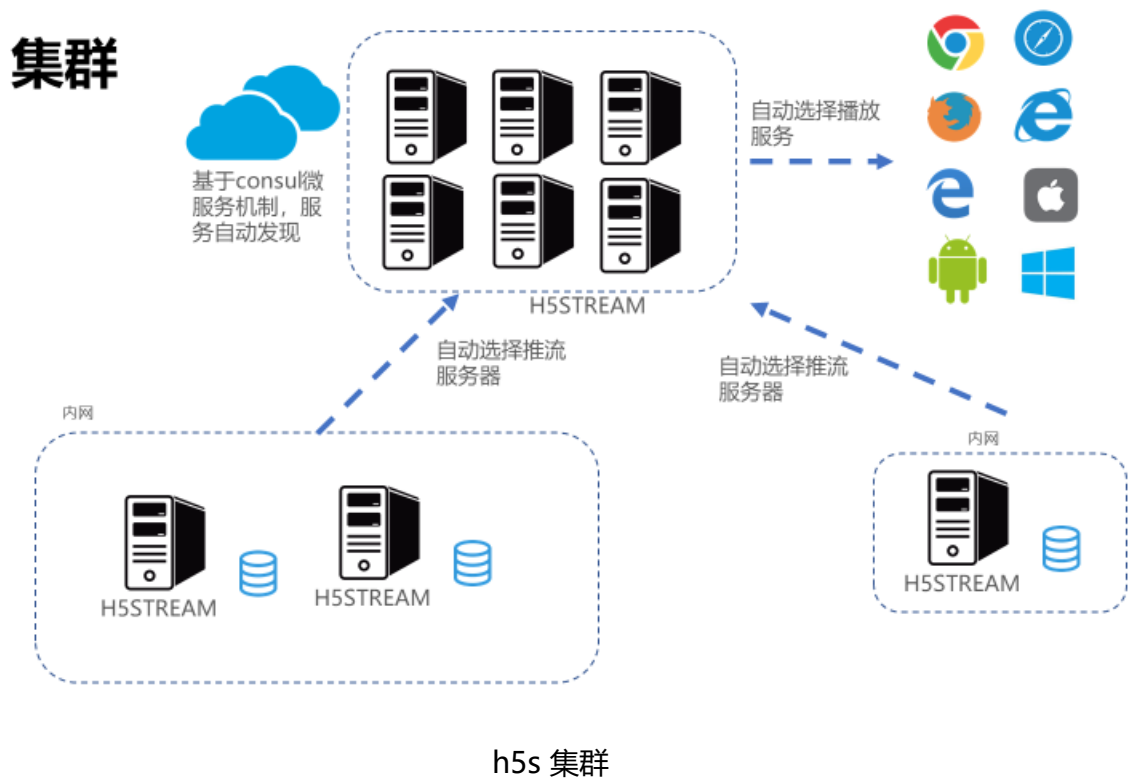 集群
基于consul微
服务机制，服
务自动发现
自动选择播放
服务
H5STREAM
自动选择推流
服务器
自动选择推流
服务器
内网
内网
H5STREAM
H5STREAM
H5STREAM
h5s 集群